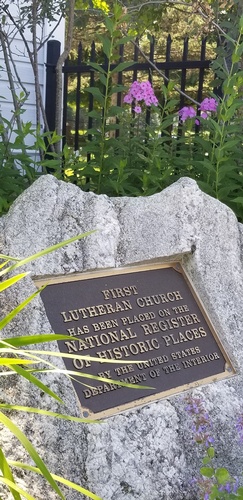 FIRST
LUTHERAN CHURCH
HAS BEEN PLACED ON THE
NATIONAL REGISTER
OF HISTORIC PLACES
BY THE UNITED STATES
DEPARTMENT OF THE INTERIOR